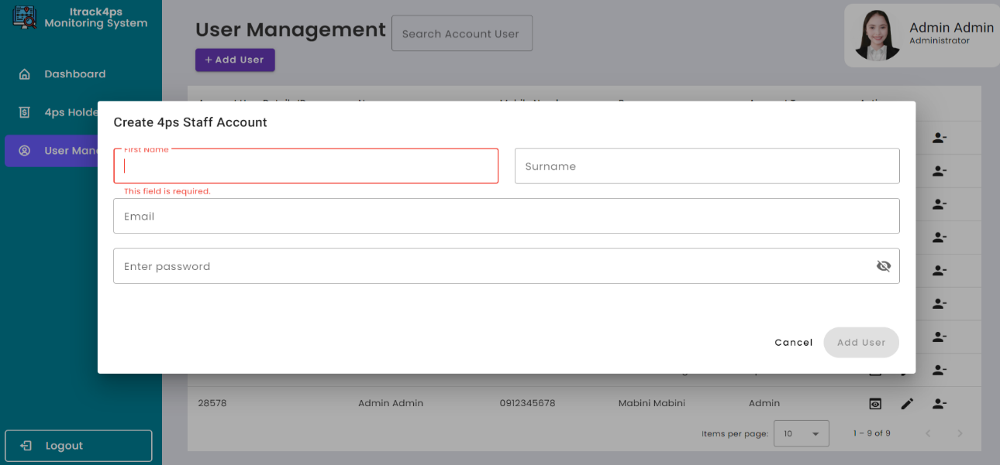 Itrack4ps
Monitoring System
User Management
Search Account User
Admin Admin
Administrator
+ Add User
Dashboard
4ps Holde
User Man
Create 4ps Staff Account
First Name
Surname
This field is required.
Email
Enter password
Cancel
Add User
28578 Admin Admin 0912345678 Mabini Mabini Admin
Items per page: 10 1 – 9 of 9
Logout